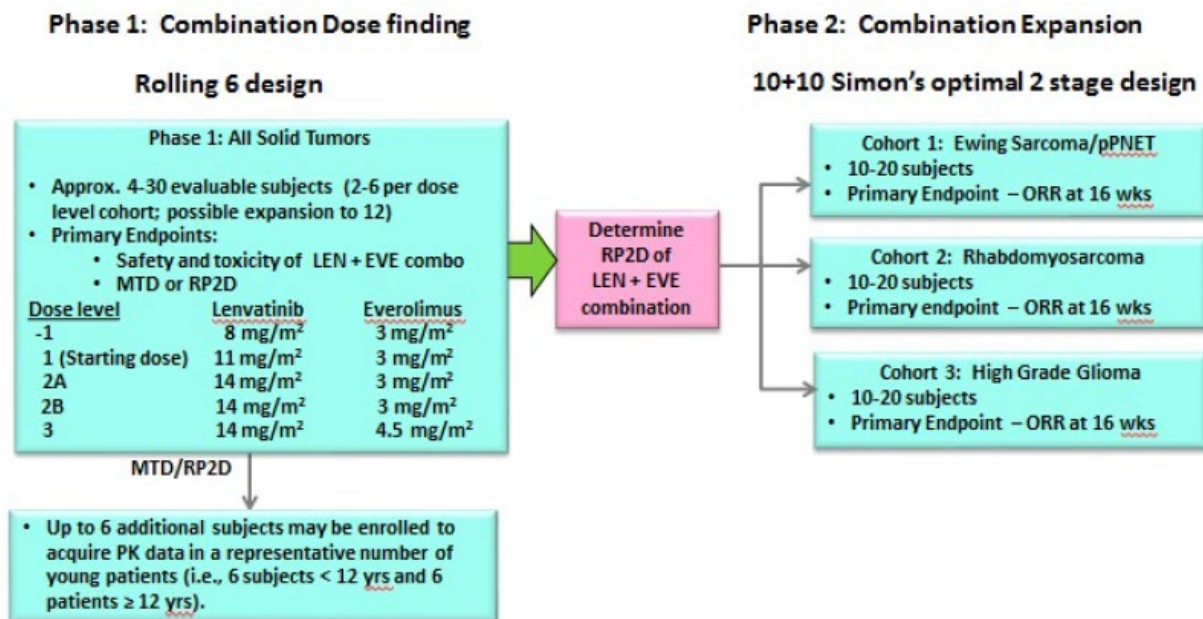 Phase 1: Combination Dose finding
Rolling 6 design
Phase 1: All Solid Tumors
• Approx. 4-30 evaluable subjects (2-6 per dose
level cohort; possible expansion to 12)
• Primary Endpoints:
• Safety and toxicity of LEN + EVE combo
• MTD or RP2D
Dose level Lenvatinib Everolimus
-1 8 mg/m² 3 mg/m²
1 (Starting dose) 11 mg/m² 3 mg/m²
2A 14 mg/m² 3 mg/m²
2B 14 mg/m² 3 mg/m²
3 14 mg/m² 4.5 mg/m²
MTD/RP2D
• Up to 6 additional subjects may be enrolled to
acquire PK data in a representative number of
young patients (i.e., 6 subjects < 12 yrs and 6
patients ≥ 12 yrs).
Determine
RP2D of
LEN + EVE
combination
Phase 2: Combination Expansion
10+10 Simon's optimal 2 stage design
Cohort 1: Ewing Sarcoma/pPNET
• 10-20 subjects
• Primary Endpoint – ORR at 16 wks
Cohort 2: Rhabdomyosarcoma
• 10-20 subjects
• Primary endpoint – ORR at 16 wks
Cohort 3: High Grade Glioma
• 10-20 subjects
• Primary Endpoint – ORR at 16 wks